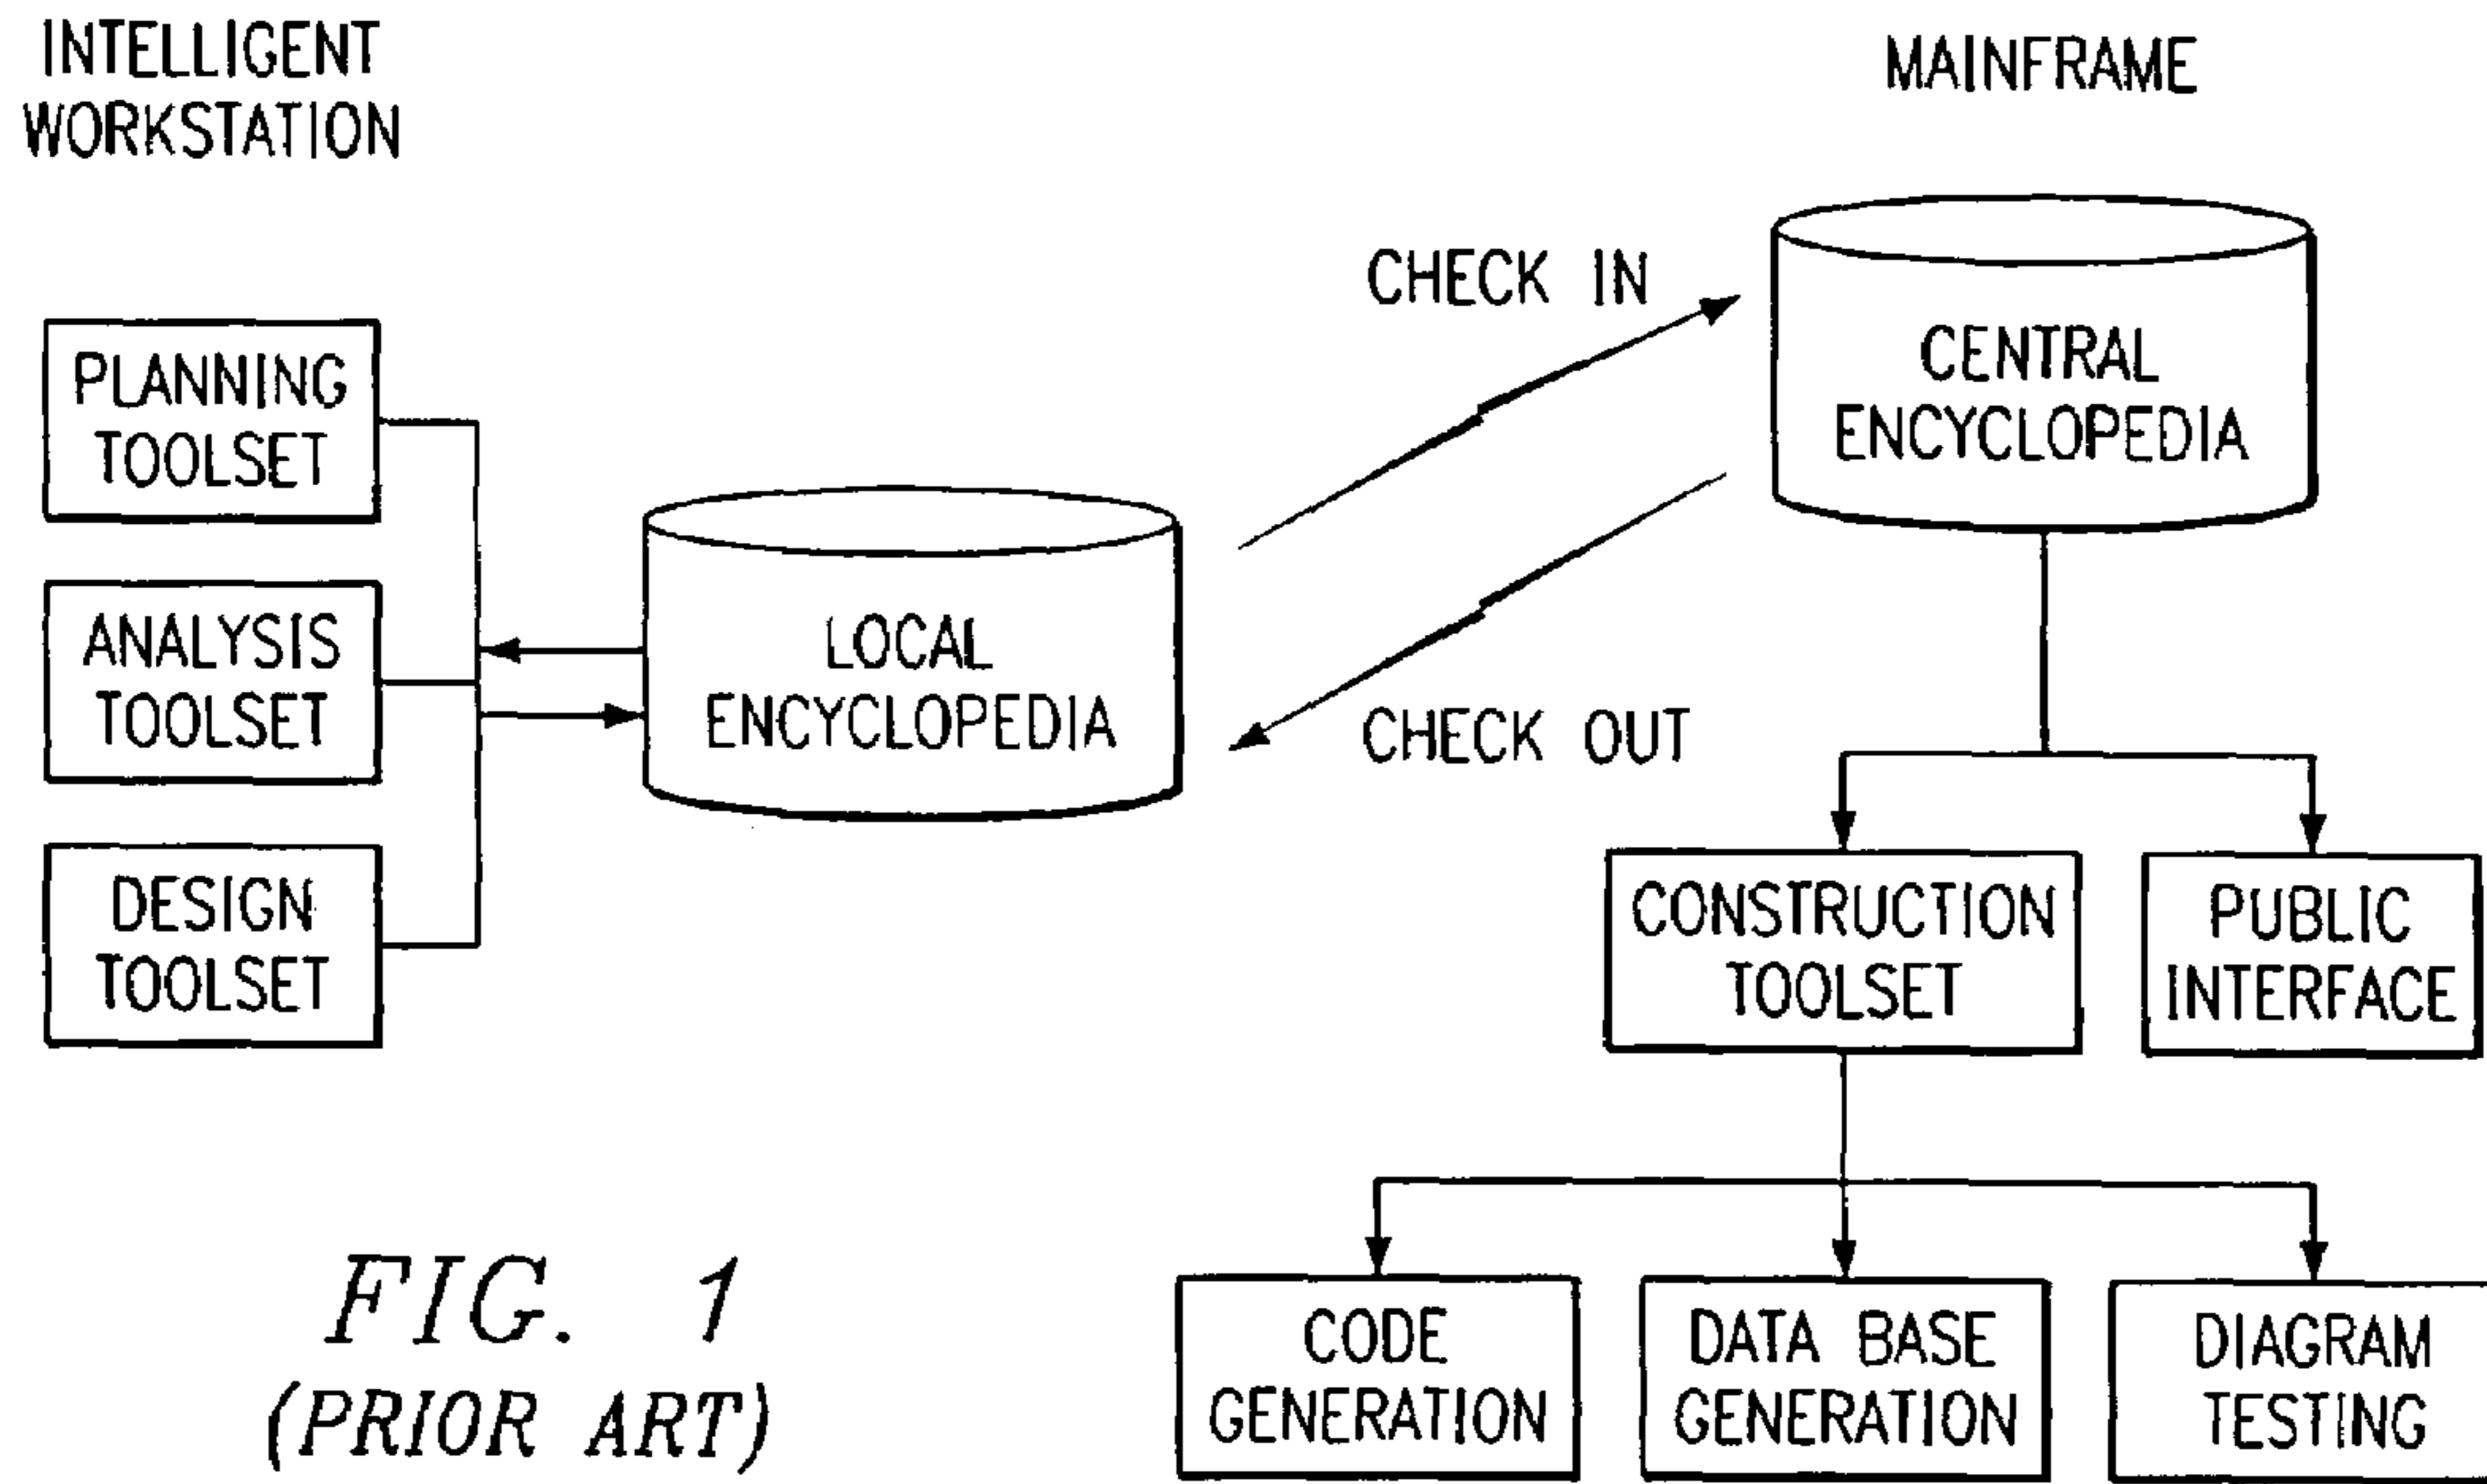 INTELLIGENT
WORKSTATION
MAINFRAME
PLANNING
TOOLSET
ANALYSIS
TOOLSET
DESIGN
TOOLSET
LOCAL
ENCYCLOPEDIA
CHECK IN
CHECK OUT
CENTRAL
ENCYCLOPEDIA
CONSTRUCTION
TOOLSET
PUBLIC
INTERFACE
CODE
GENERATION
DATA BASE
GENERATION
DIAGRAM
TESTING
FIG. 1
(PRIOR ART)